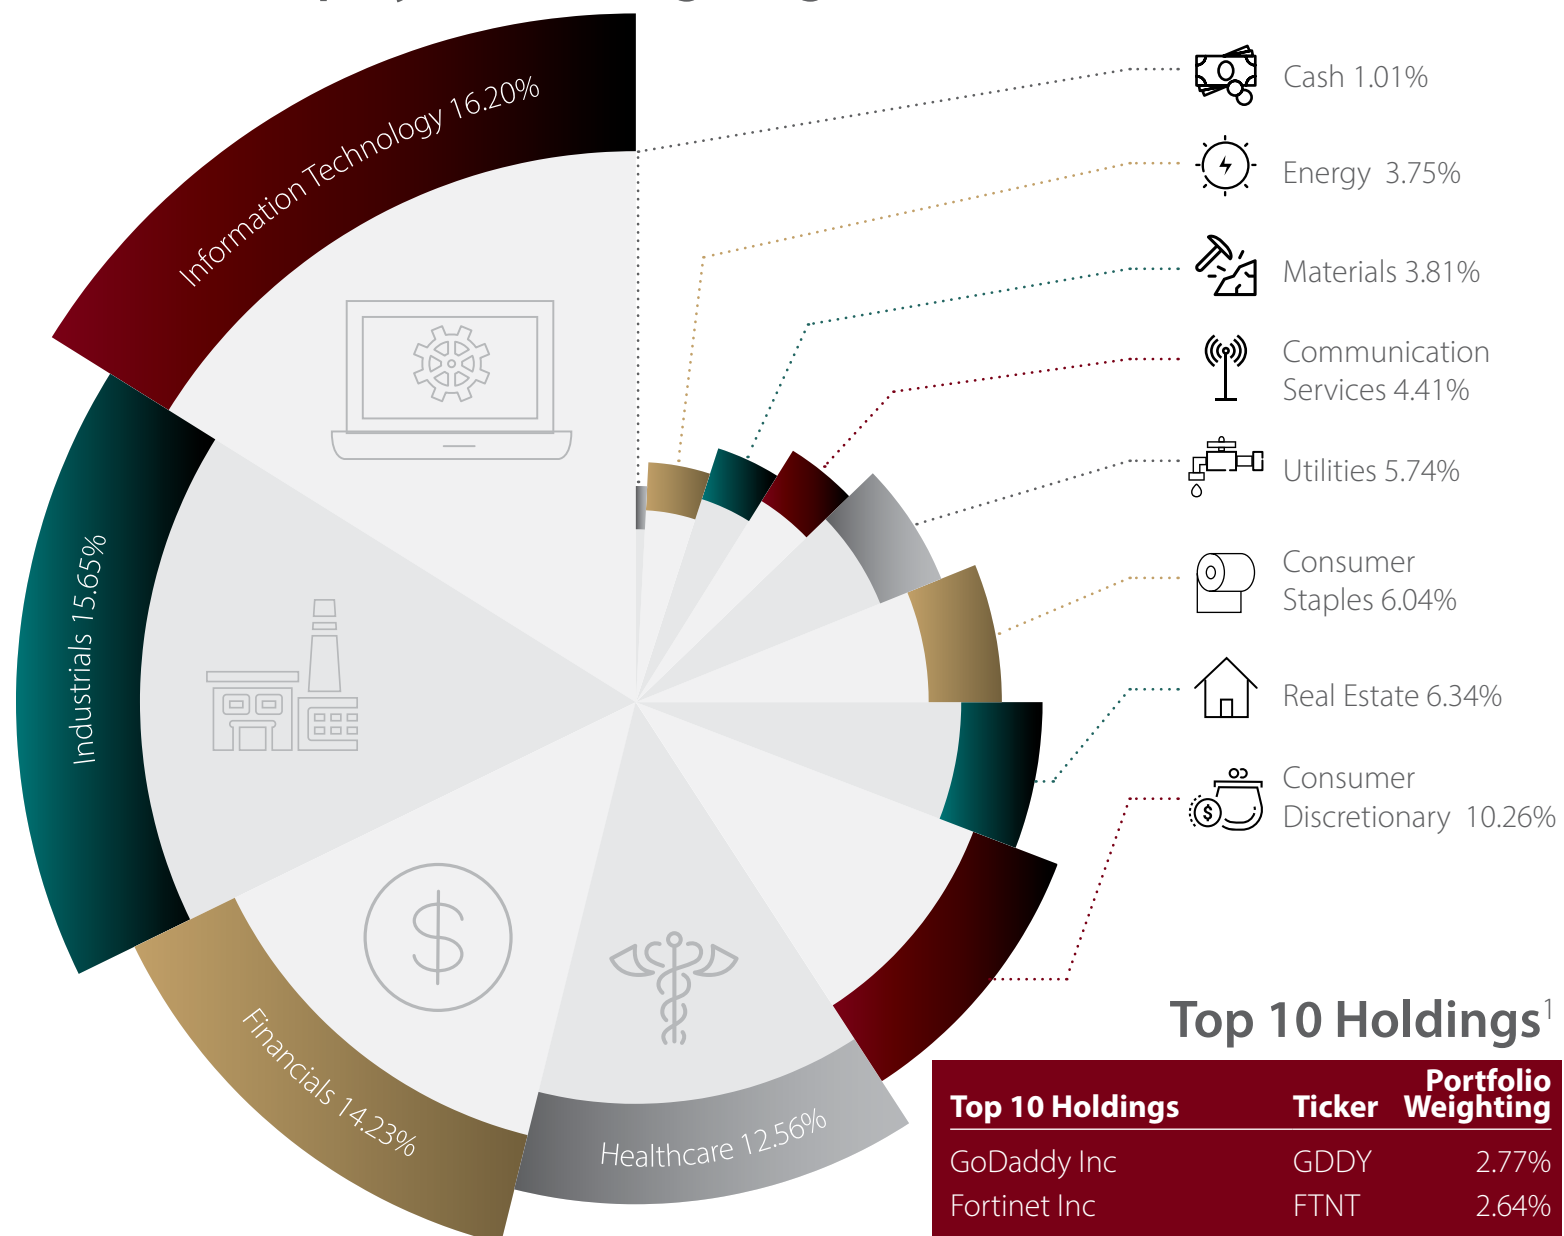 Information Technology 16.20%
Industrials 15.65%
Financials 14.23%
Healthcare 12.56%
Cash 1.01%
Energy 3.75%
Materials 3.81%
Communication
Services 4.41%
Utilities 5.74%
Consumer
Staples 6.04%
Real Estate 6.34%
Consumer
Discretionary 10.26%
Top 10 Holdings1
Top 10 Holdings Ticker Portfolio Weighting
GoDaddy Inc GDDY 2.77%
Fortinet Inc FTNT 2.64%